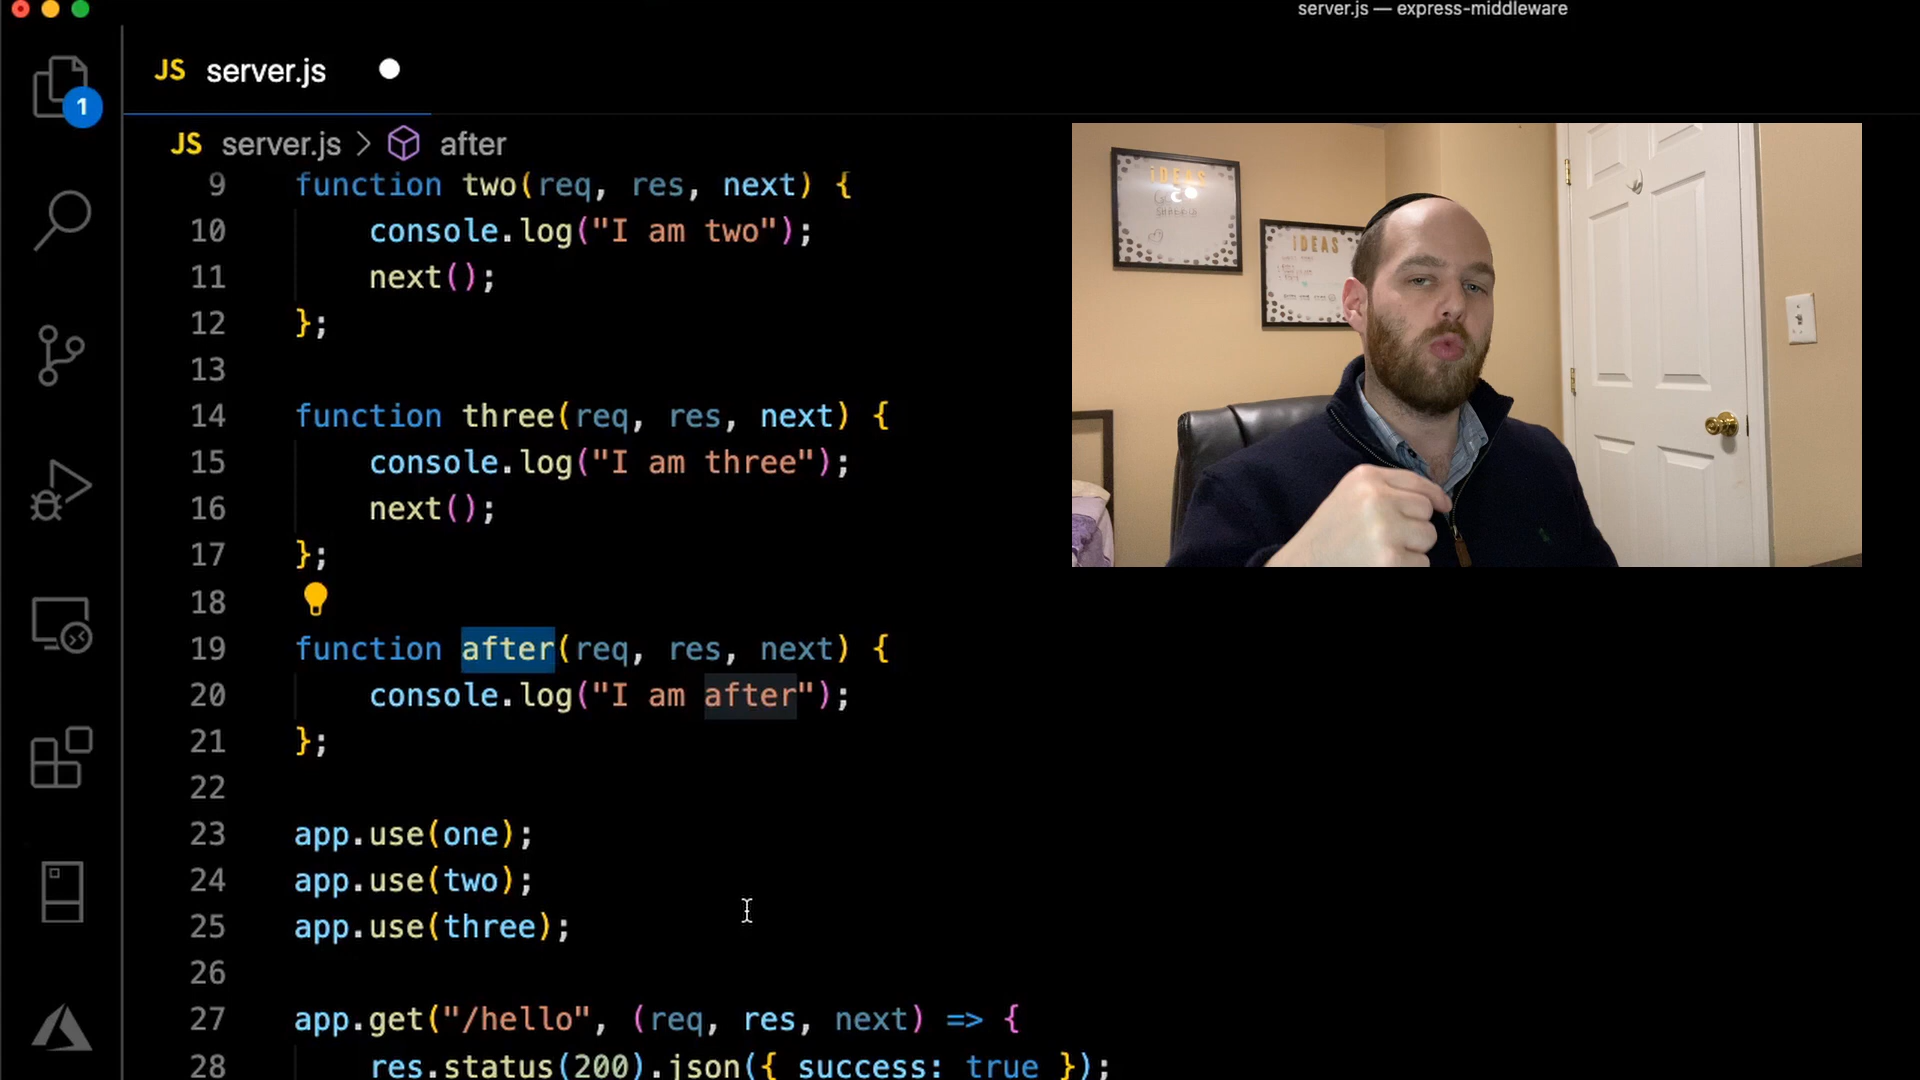 server.js — express-middleware
JS server.js
1
JS server.js > after
9 function two(req, res, next) {
10 console.log("I am two");
11 next();
12 };
13
14 function three(req, res, next) {
15 console.log("I am three");
16 next();
17 };
18
19 function after(req, res, next) {
20 console.log("I am after");
21 };
22
23 app.use(one);
24 app.use(two);
25 app.use(three);
26
27 app.get("/hello", (req, res, next) => {
28 res.status(200).json({ success: true });
IDEAS
IDEAS